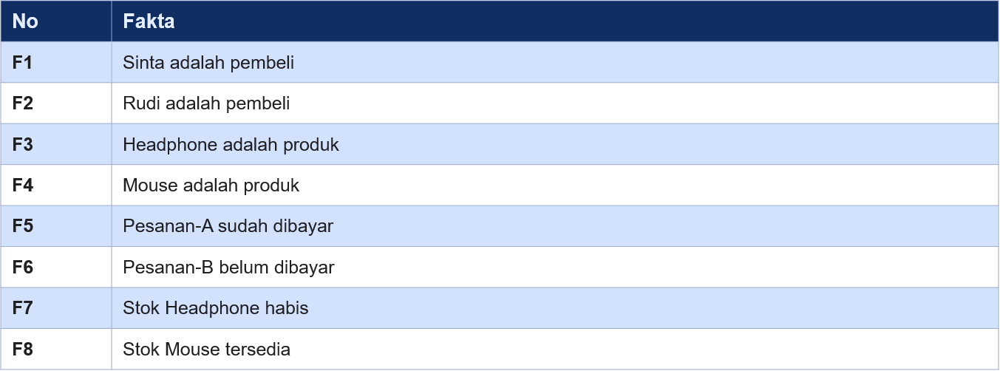 No Fakta
F1 Sinta adalah pembeli
F2 Rudi adalah pembeli
F3 Headphone adalah produk
F4 Mouse adalah produk
F5 Pesanan-A sudah dibayar
F6 Pesanan-B belum dibayar
F7 Stok Headphone habis
F8 Stok Mouse tersedia